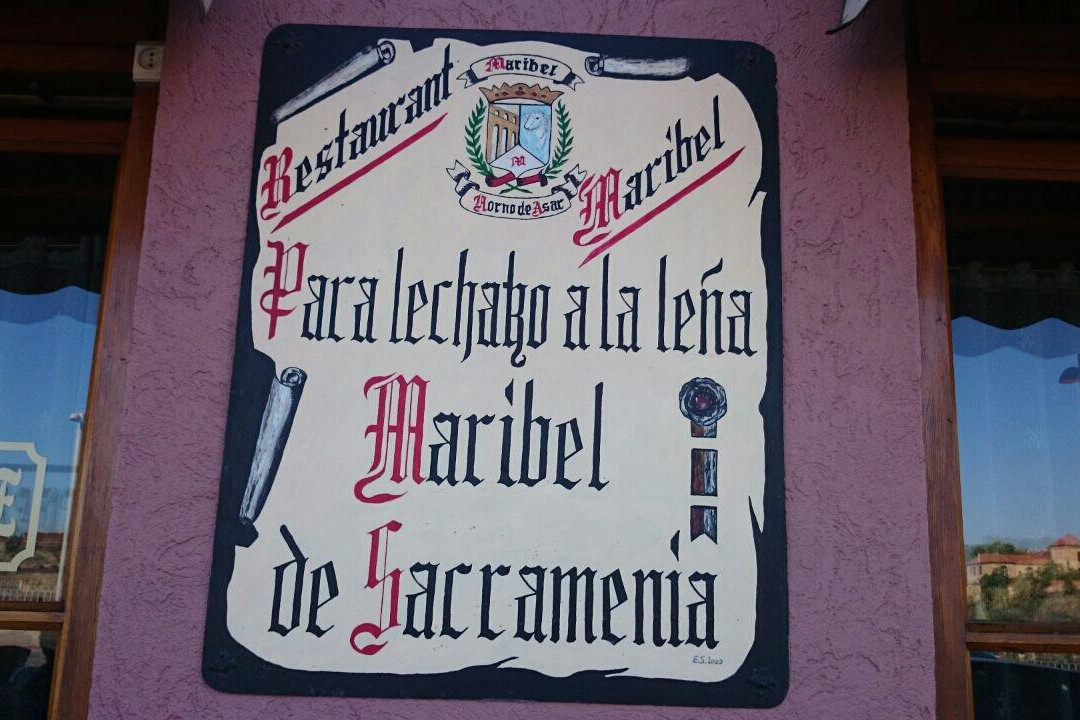 Maribel
Restaurant
Horno de Asar
Maribel
Para lechazo a la leña
Maribel
de Sacramenia